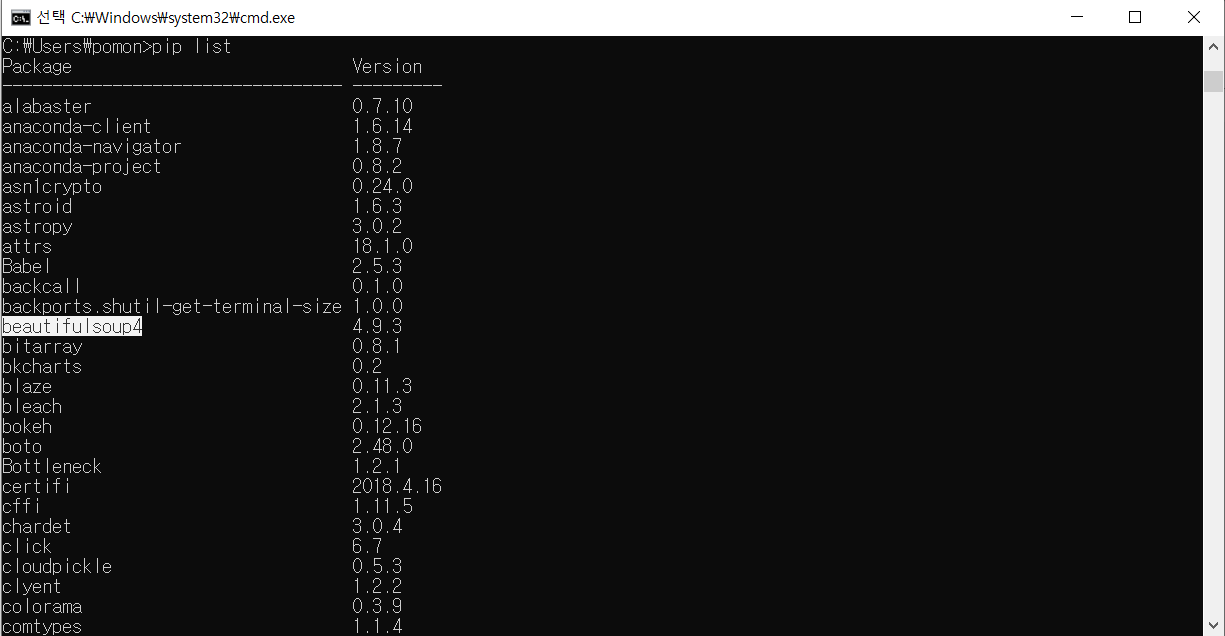 선택 C:₩Windows₩system32₩cmd.exe
C:₩Users₩pomon>pip list
Package Version
---------------------------------- ---------
alabaster 0.7.10
anaconda-client 1.6.14
anaconda-navigator 1.8.7
anaconda-project 0.8.2
asn1crypto 0.24.0
astroid 1.6.3
astropy 3.0.2
attrs 18.1.0
Babel 2.5.3
backcall 0.1.0
backports.shutil-get-terminal-size 1.0.0
beautifulsoup4 4.9.3
bitarray 0.8.1
bkcharts 0.2
blaze 0.11.3
bleach 2.1.3
bokeh 0.12.16
boto 2.48.0
Bottleneck 1.2.1
certifi 2018.4.16
cffi 1.11.5
chardet 3.0.4
click 6.7
cloudpickle 0.5.3
clyent 1.2.2
colorama 0.3.9
comtypes 1.1.4